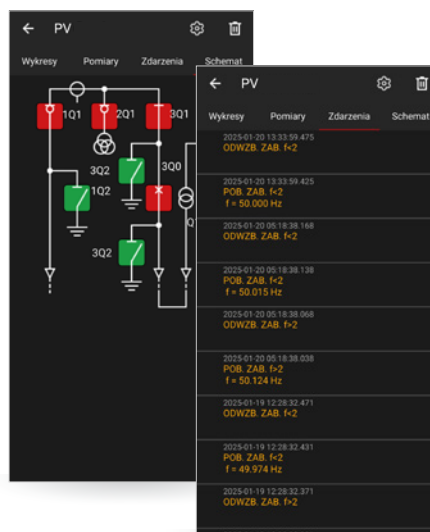 PV
Wykresy Pomiary Zdarzenia Schemat
1Q1 2Q1 3Q1
3Q2 3Q0
1Q2
Q
3Q2
PV
Wykresy Pomiary Zdarzenia Schemat
2025-01-20 13:33:59.475
ODWZB. ZAB. f<2
2025-01-20 13:33:59.425
POB. ZAB. f<2
f = 50.000 Hz
2025-01-20 05:18:38.168
ODWZB. ZAB. f<2
2025-01-20 05:18:38.138
POB. ZAB. f<2
f = 50.015 Hz
2025-01-20 05:18:38.068
ODWZB. ZAB. f>2
2025-01-20 05:18:38.038
POB. ZAB. f>2
f = 50.124 Hz
2025-01-19 12:28:32.471
ODWZB. ZAB. f<2
2025-01-19 12:28:32.431
POB. ZAB. f<2
f = 49.974 Hz
2025-01-19 12:28:32.371
ODWZB. ZAB. f>2